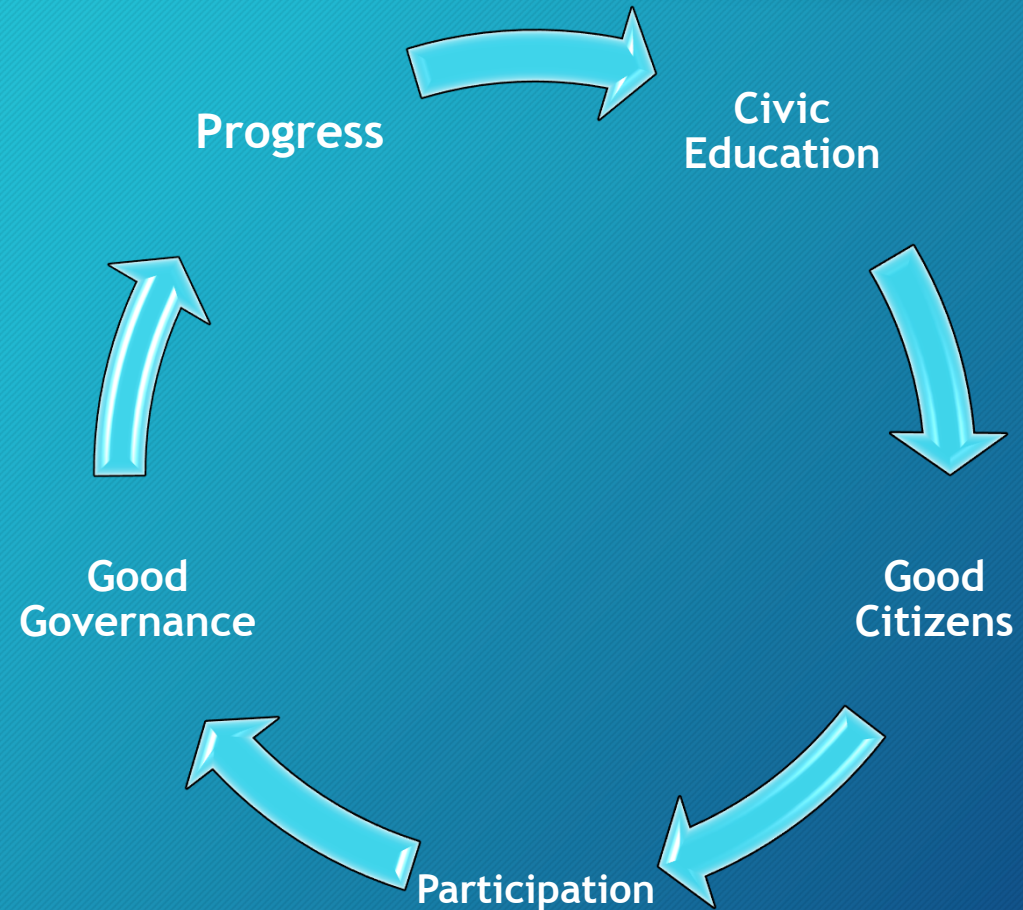 Progress
Civic
Education
Good
Citizens
Participation
Good
Governance